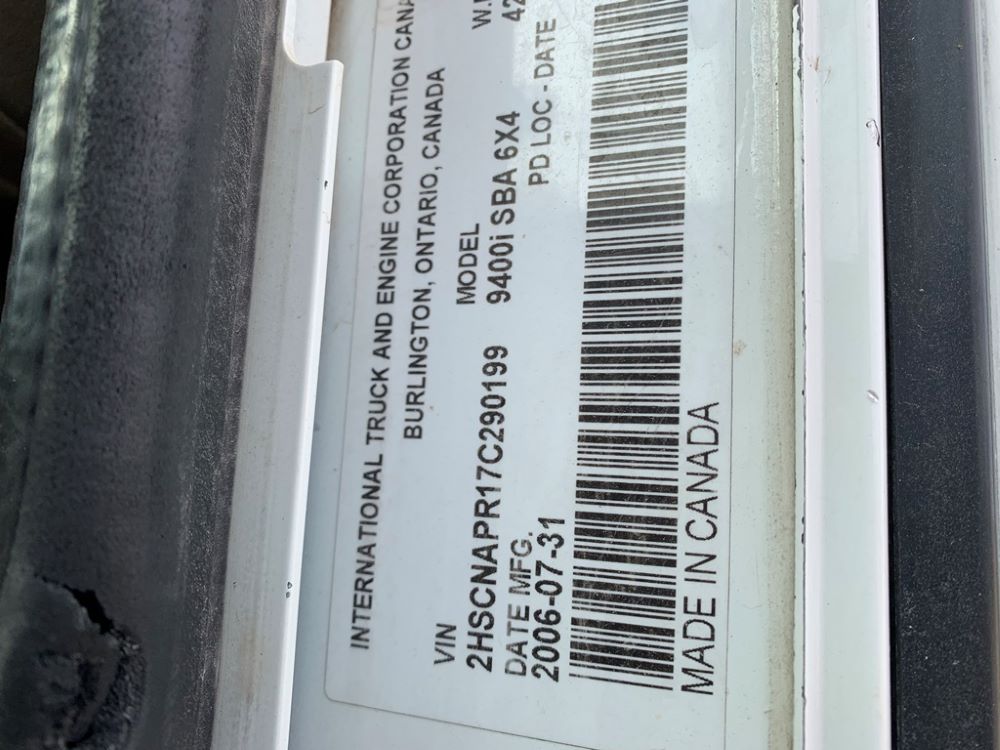 INTERNATIONAL TRUCK AND ENGINE CORPORATION
BURLINGTON, ONTARIO, CANADA
VIN MODEL
2HSCNAPR17C290199 9400i SBA 6X4
DATE MFG. PD LOC - DATE
2006-07-31
MADE IN CANADA